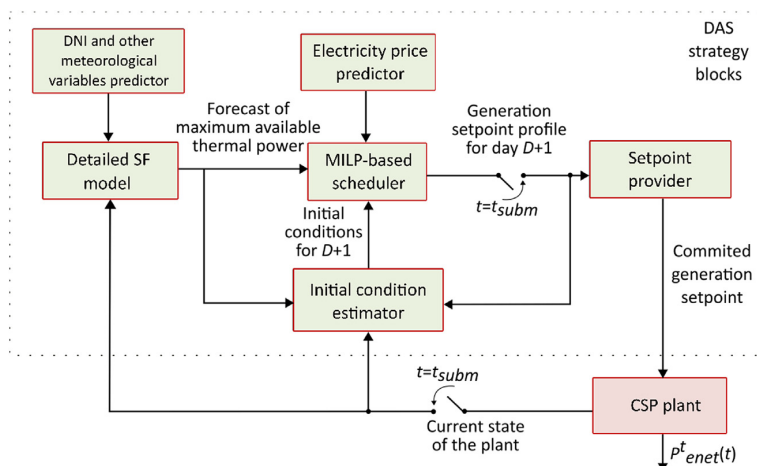 DNI and other
meteorological
variables predictor
Electricity price
predictor
DAS
strategy
blocks
Forecast of
maximum available
thermal power
Generation
setpoint profile
for day D+1
Detailed SF
model
MILP-based
scheduler
t=tsubm
Setpoint
provider
Initial
conditions
for D+1
Commited
generation
setpoint
Initial condition
estimator
t=tsubm
Current state
of the plant
CSP plant
Ptenet(t)